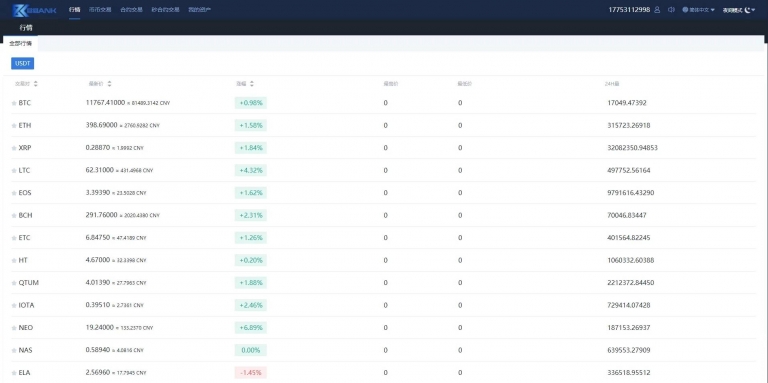 GBANK 行情 币币交易 合约交易 秒合约交易 我的资产 17753112998 繁体中文 夜间模式
行情
全部行情
USDT
交易对 最新价 涨幅 最高价 最低价 24H量
BTC 11767.41000 ≈ 81489.3142 CNY +0.98% 0 0 17049.47392
ETH 398.69000 ≈ 2760.9282 CNY +1.58% 0 0 315723.26918
XRP 0.28870 ≈ 1.9992 CNY +1.84% 0 0 32082350.94853
LTC 62.31000 ≈ 431.4968 CNY +4.32% 0 0 497752.56164
EOS 3.39390 ≈ 23.5028 CNY +1.62% 0 0 9791616.43290
BCH 291.76000 ≈ 2020.4380 CNY +2.31% 0 0 70046.83447
ETC 6.84750 ≈ 47.4189 CNY +1.26% 0 0 401564.82245
HT 4.67000 ≈ 32.3398 CNY +0.20% 0 0 1060332.60388
QTUM 4.01390 ≈ 27.7963 CNY +1.88% 0 0 2212372.84450
IOTA 0.39510 ≈ 2.7361 CNY +2.46% 0 0 729414.07428
NEO 19.24000 ≈ 133.2370 CNY +6.89% 0 0 187153.26937
NAS 0.58940 ≈ 4.0816 CNY 0.00% 0 0 639553.27909
ELA 2.56960 ≈ 17.7945 CNY -1.45% 0 0 336518.95512